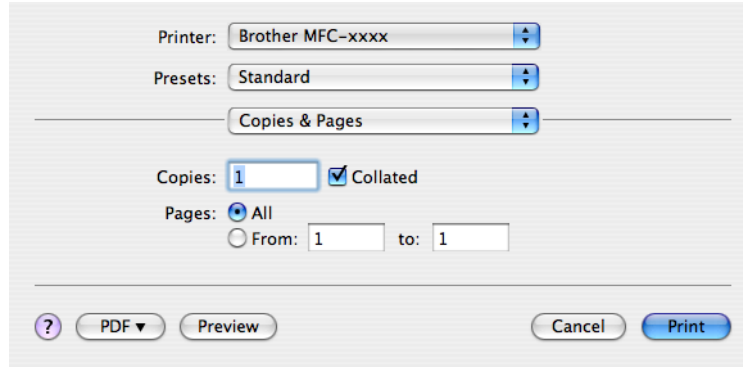 Printer: Brother MFC-xxxx
Presets: Standard
Copies & Pages
Copies: 1 Collated
Pages: All
From: 1 to: 1
? PDF ▼ Preview Cancel Print